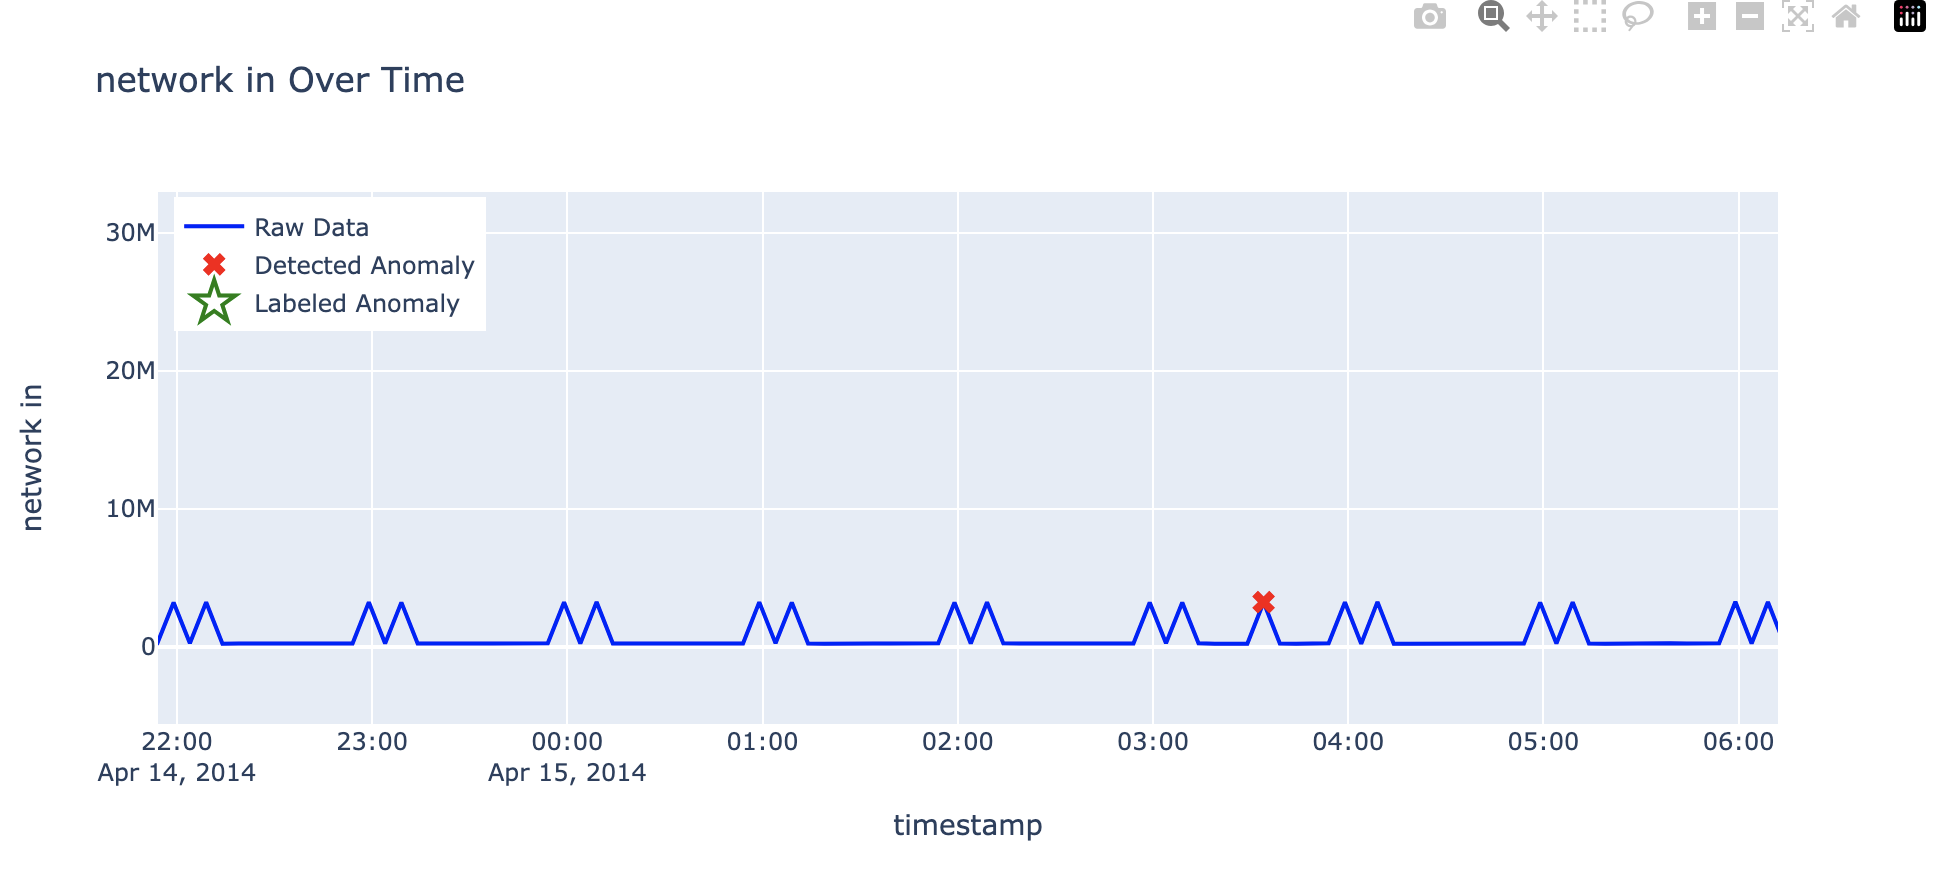 network in Over Time
Raw Data
Detected Anomaly
Labeled Anomaly
30M
20M
10M
0
network in
22:00 23:00 00:00 01:00 02:00 03:00 04:00 05:00 06:00
Apr 14, 2014 Apr 15, 2014
timestamp